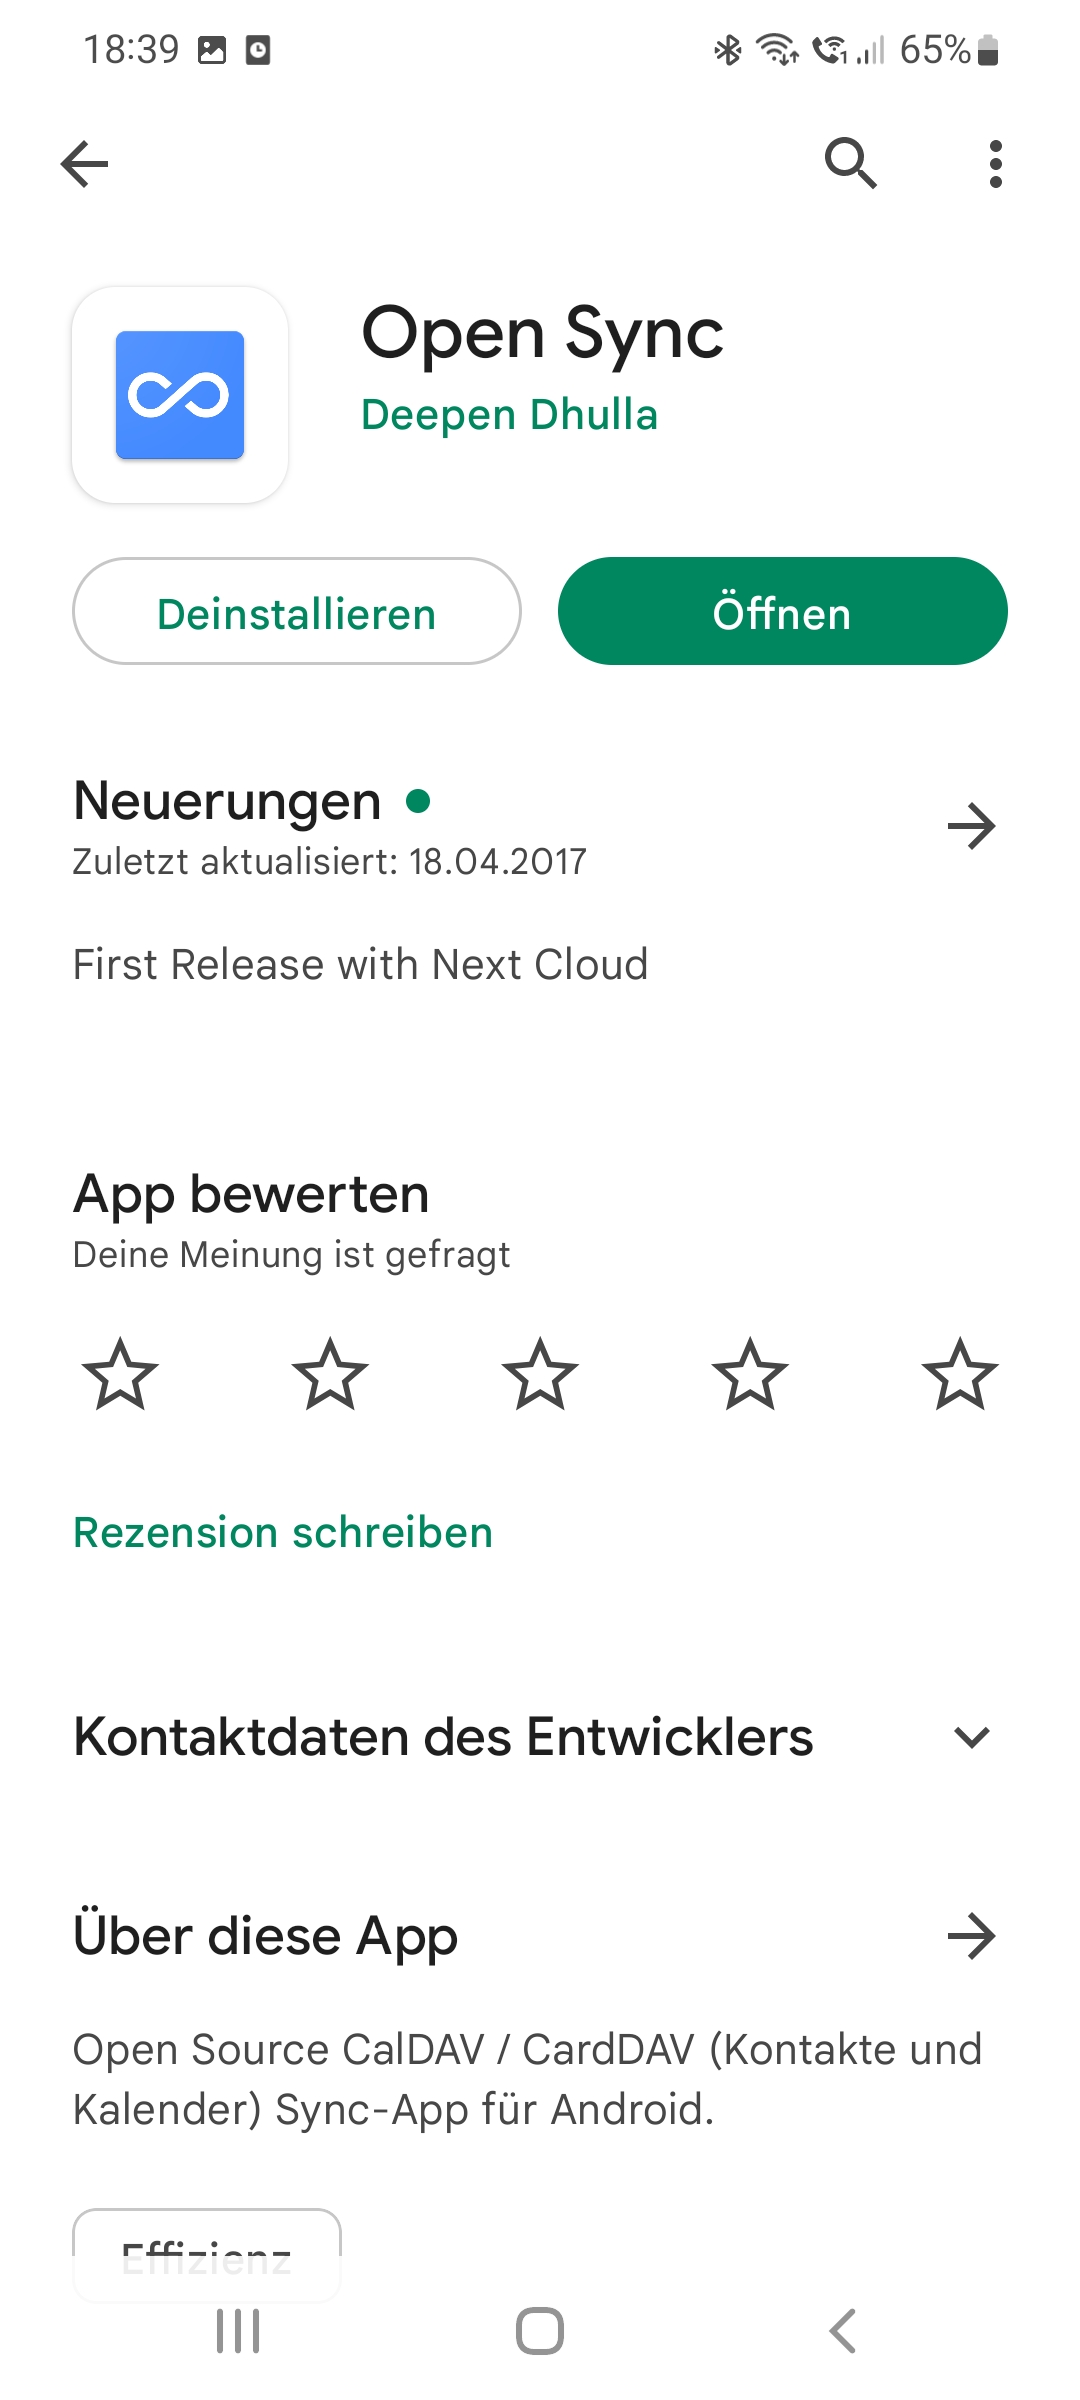 18:39
65%
Open Sync
Deepen Dhulla
Deinstallieren
Öffnen
Neuerungen
Zuletzt aktualisiert: 18.04.2017
First Release with Next Cloud
App bewerten
Deine Meinung ist gefragt
Rezension schreiben
Kontaktdaten des Entwicklers
Über diese App
Open Source CalDAV / CardDAV (Kontakte und
Kalender) Sync-App für Android.
Effizienz